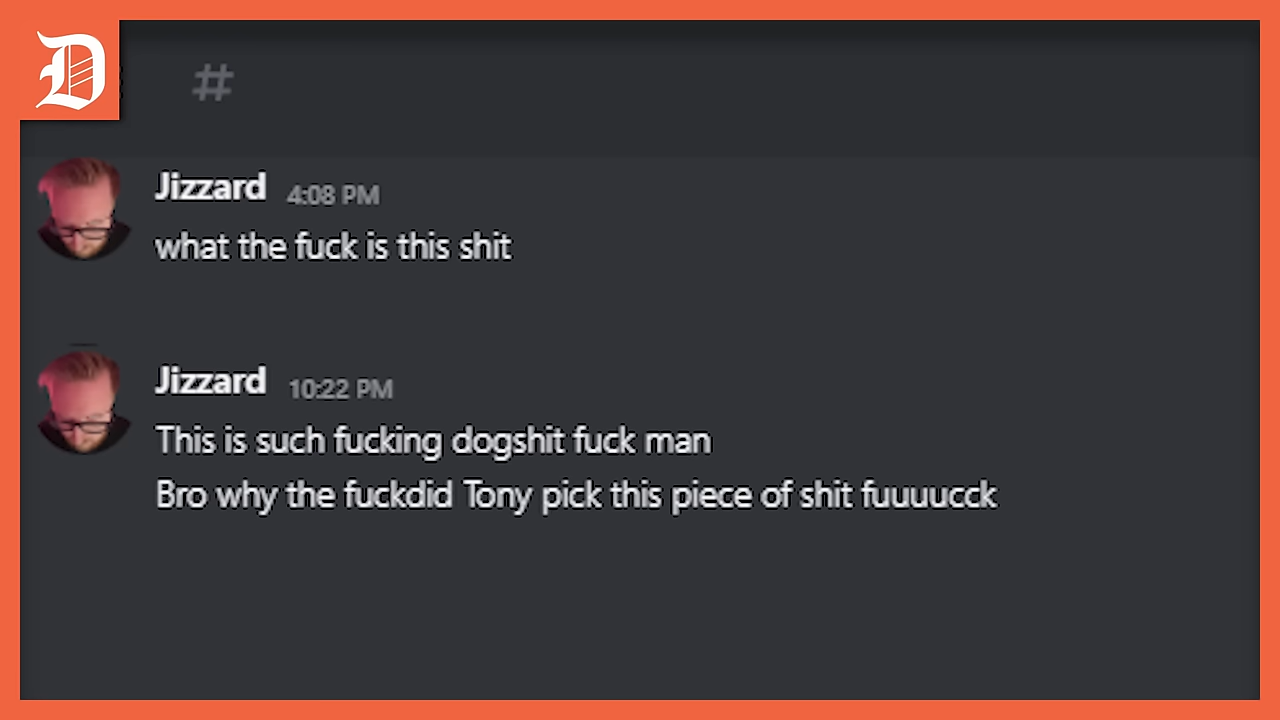 D
#
Jizzard 4:08 PM
what the fuck is this shit
Jizzard 10:22 PM
This is such fucking dogshit fuck man
Bro why the fuckdid Tony pick this piece of shit fuuuucck